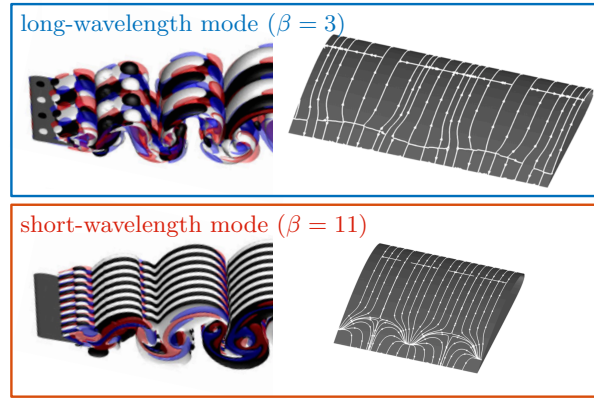 long-wavelength mode (β = 3)
short-wavelength mode (β = 11)